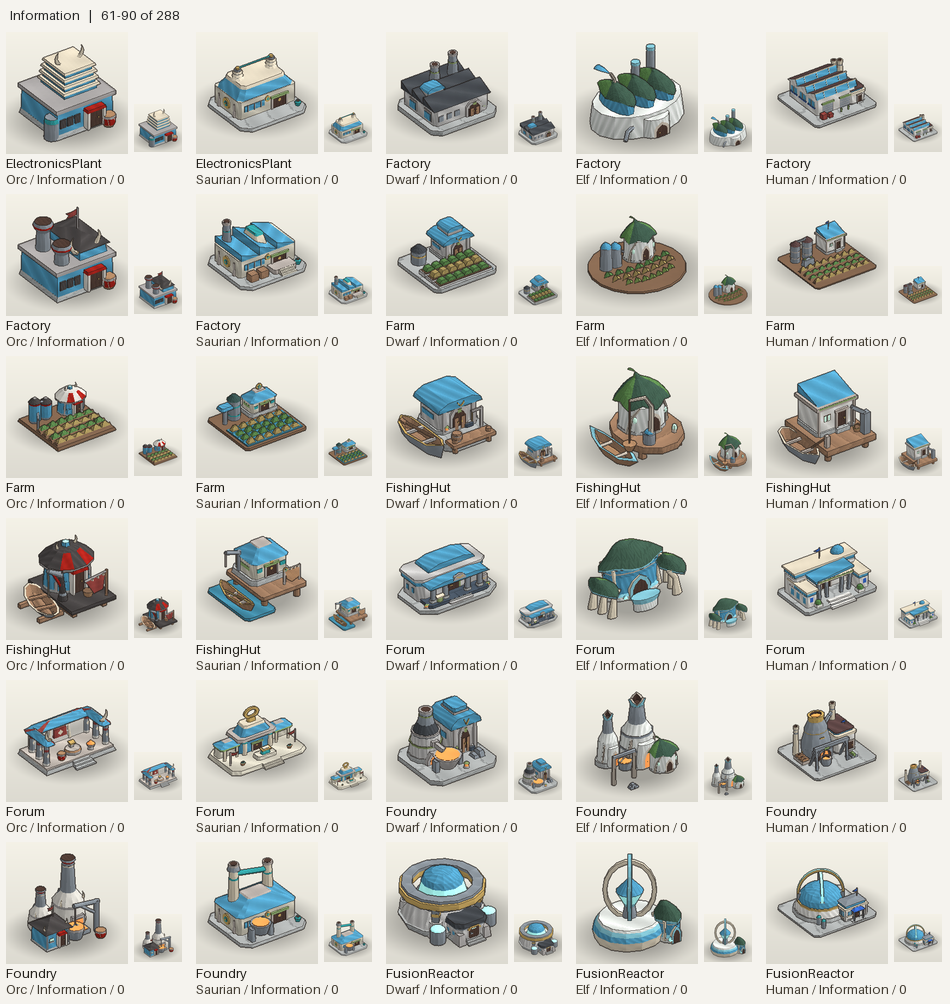 Information | 61-90 of 288
ElectronicsPlant
Orc / Information / 0
ElectronicsPlant
Saurian / Information / 0
Factory
Dwarf / Information / 0
Factory
Elf / Information / 0
Factory
Human / Information / 0
Factory
Orc / Information / 0
Factory
Saurian / Information / 0
Farm
Dwarf / Information / 0
Farm
Elf / Information / 0
Farm
Human / Information / 0
Farm
Orc / Information / 0
Farm
Saurian / Information / 0
FishingHut
Dwarf / Information / 0
FishingHut
Elf / Information / 0
FishingHut
Human / Information / 0
FishingHut
Orc / Information / 0
FishingHut
Saurian / Information / 0
Forum
Dwarf / Information / 0
Forum
Elf / Information / 0
Forum
Human / Information / 0
Forum
Orc / Information / 0
Forum
Saurian / Information / 0
Foundry
Dwarf / Information / 0
Foundry
Elf / Information / 0
Foundry
Human / Information / 0
Foundry
Orc / Information / 0
Foundry
Saurian / Information / 0
FusionReactor
Dwarf / Information / 0
FusionReactor
Elf / Information / 0
FusionReactor
Human / Information / 0